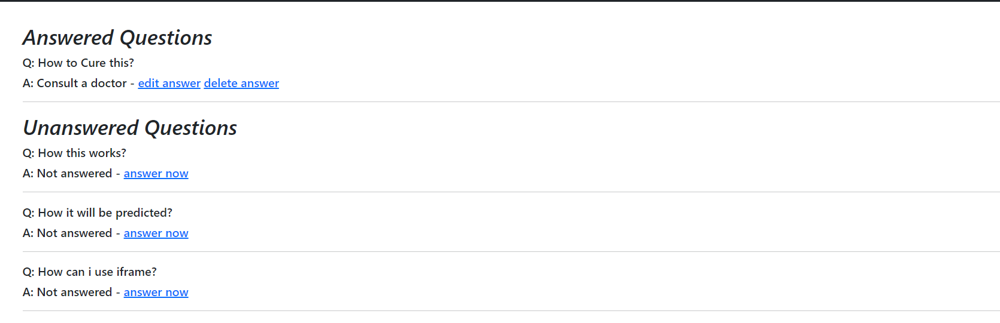 Answered Questions
Q: How to Cure this?
A: Consult a doctor - edit answer delete answer
Unanswered Questions
Q: How this works?
A: Not answered - answer now
Q: How it will be predicted?
A: Not answered - answer now
Q: How can i use iframe?
A: Not answered - answer now